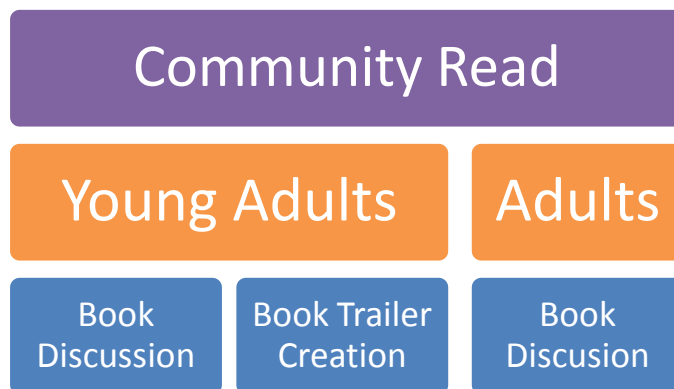 Community Read
Young Adults
Adults
Book
Discussion
Book Trailer
Creation
Book
Discusion